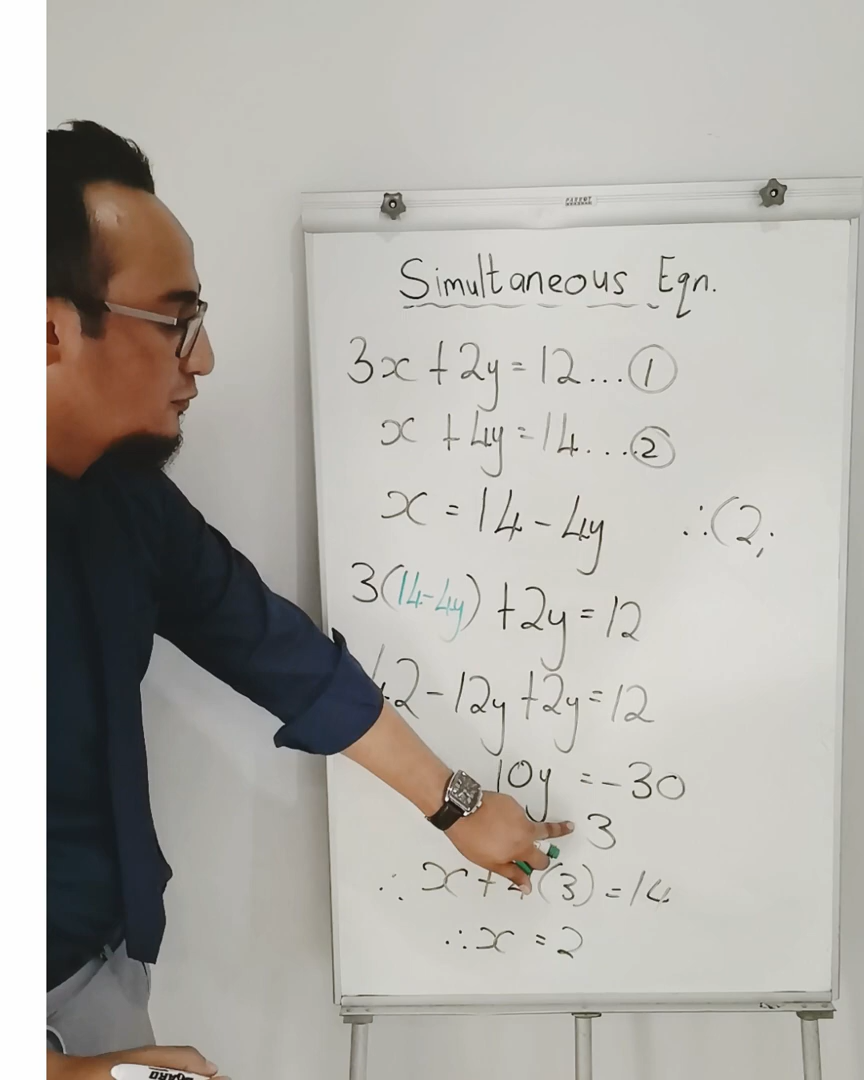 Simultaneous Eqn.
3x + 2y = 12 ... ①
x + 4y = 14 ... ②
x = 14 - 4y ∴(2;
3(14-4y) + 2y = 12
42 - 12y + 2y = 12
10y = -30
3
∴ x + 4(3) = 14
∴ x = 2